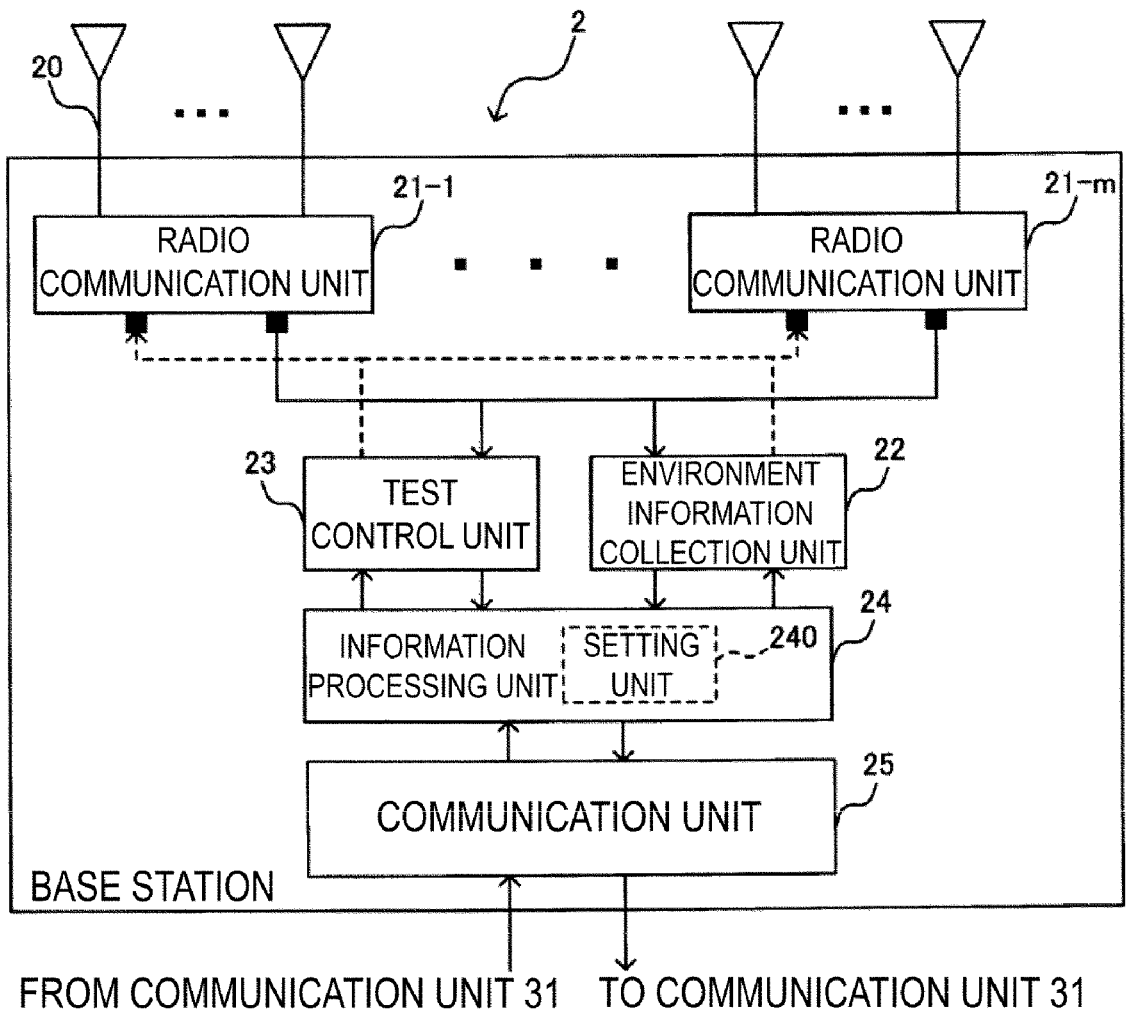 2
20
21-1
21-m
RADIO
COMMUNICATION UNIT
RADIO
COMMUNICATION UNIT
23
TEST
CONTROL UNIT
22
ENVIRONMENT
INFORMATION
COLLECTION UNIT
24
INFORMATION
PROCESSING UNIT
SETTING
UNIT
240
25
COMMUNICATION UNIT
BASE STATION
FROM COMMUNICATION UNIT 31
TO COMMUNICATION UNIT 31